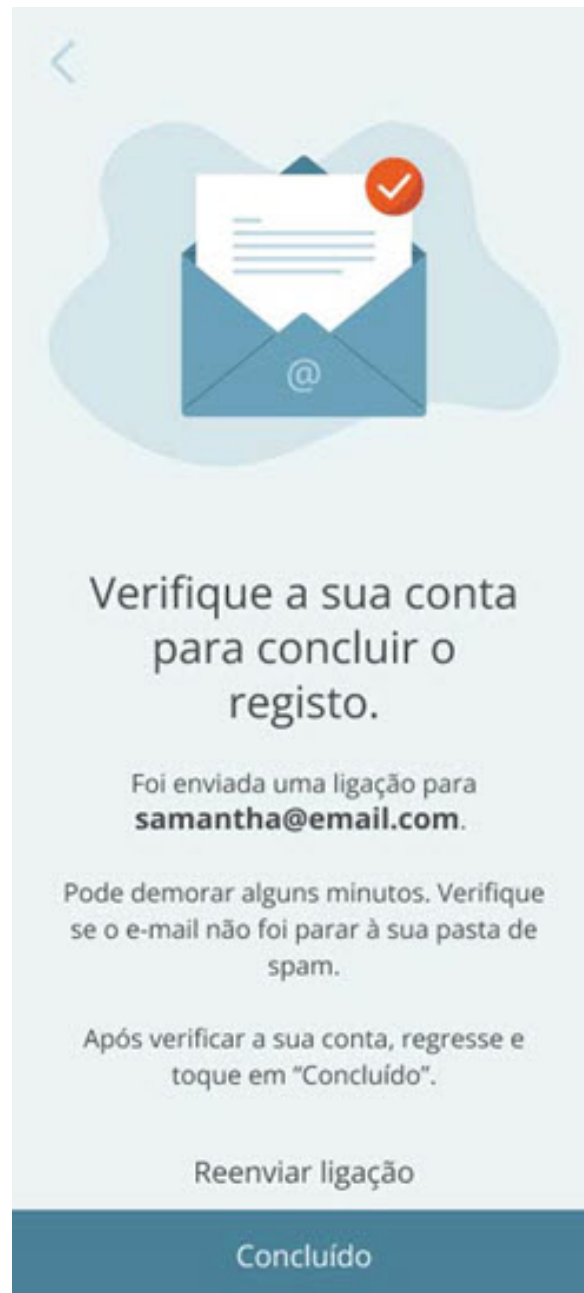 @
Verifique a sua conta
para concluir o
registo.
Foi enviada uma ligação para
samantha@email.com.
Pode demorar alguns minutos. Verifique
se o e-mail não foi parar à sua pasta de
spam.
Após verificar a sua conta, regresse e
toque em “Concluído”.
Reenviar ligação
Concluído